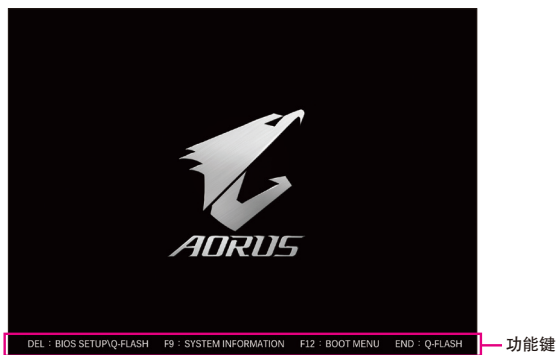 AORUS
DEL：BIOS SETUP\Q-FLASH F9：SYSTEM INFORMATION F12：BOOT MENU END：Q-FLASH
功能键